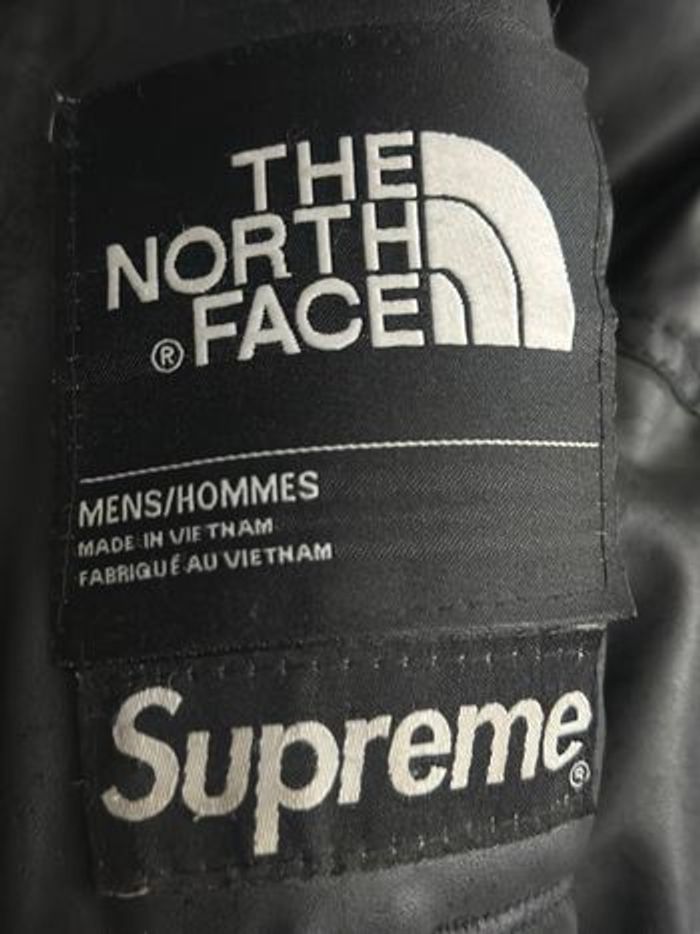 THE
NORTH
FACE
®
MENS/HOMMES
MADE IN VIETNAM
FABRIQUÉ AU VIETNAM
Supreme
®